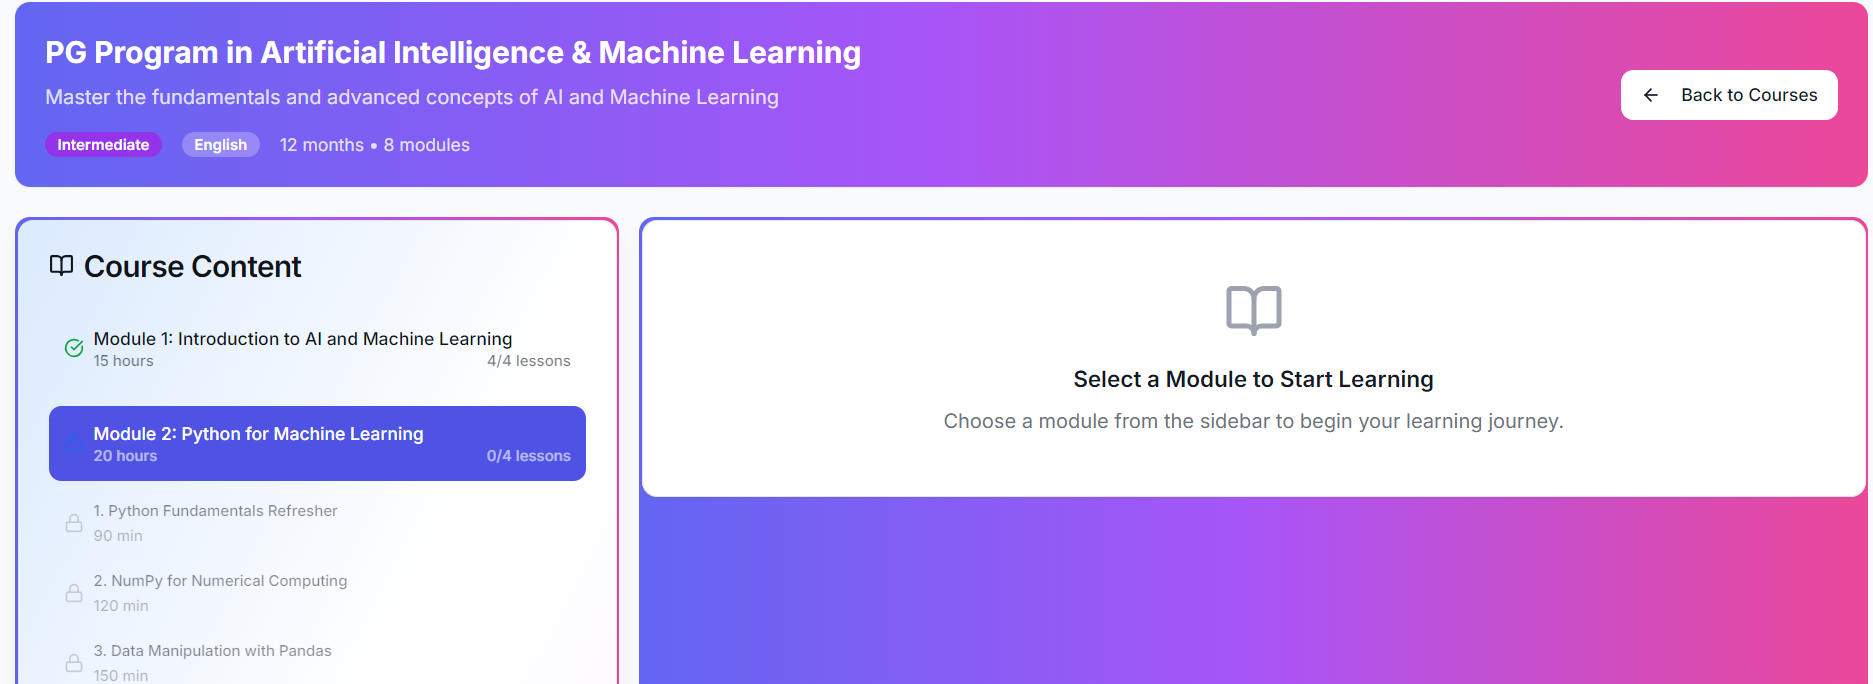 PG Program in Artificial Intelligence & Machine Learning
Master the fundamentals and advanced concepts of AI and Machine Learning
Intermediate English 12 months • 8 modules
Back to Courses
Course Content
Module 1: Introduction to AI and Machine Learning
15 hours 4/4 lessons
Module 2: Python for Machine Learning
20 hours 0/4 lessons
1. Python Fundamentals Refresher
90 min
2. NumPy for Numerical Computing
120 min
3. Data Manipulation with Pandas
150 min
Select a Module to Start Learning
Choose a module from the sidebar to begin your learning journey.